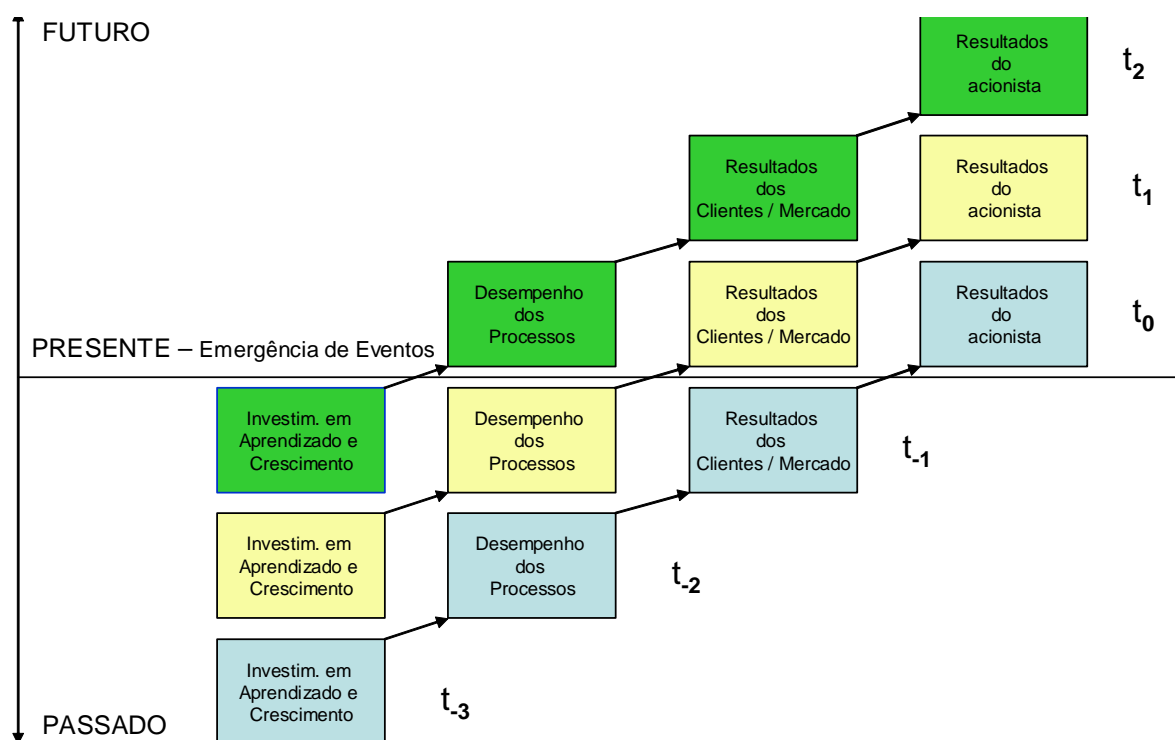 FUTURO
Resultados
do
acionista
t2
Resultados
dos
Clientes / Mercado
Resultados
do
acionista
t1
Desempenho
dos
Processos
Resultados
dos
Clientes / Mercado
Resultados
do
acionista
t0
PRESENTE – Emergência de Eventos
Investim. em
Aprendizado e
Crescimento
Desempenho
dos
Processos
Resultados
dos
Clientes / Mercado
t-1
Investim. em
Aprendizado e
Crescimento
Desempenho
dos
Processos
t-2
Investim. em
Aprendizado e
Crescimento
t-3
PASSADO